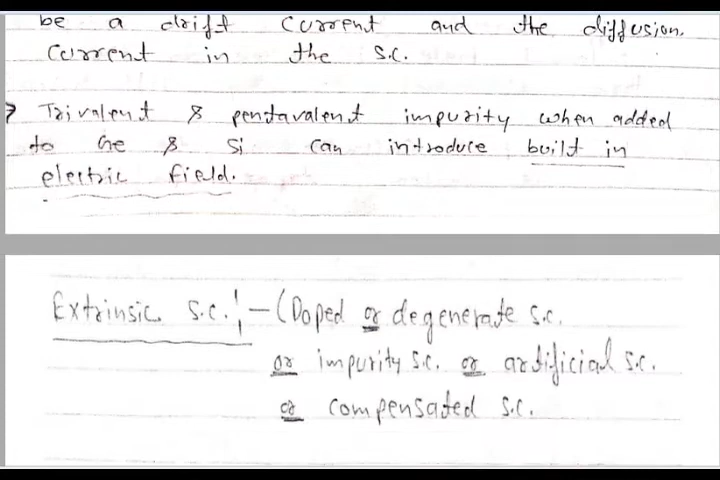 be a drift current and the diffusion.
current in the s.c.
→ Trivalent & pentavalent impurity when added
to Ge & Si can introduce built in
electric field.
Extrinsic s.c.:- (Doped or degenerate s.c.
or impurity s.c. or artificial s.c.
or compensated s.c.